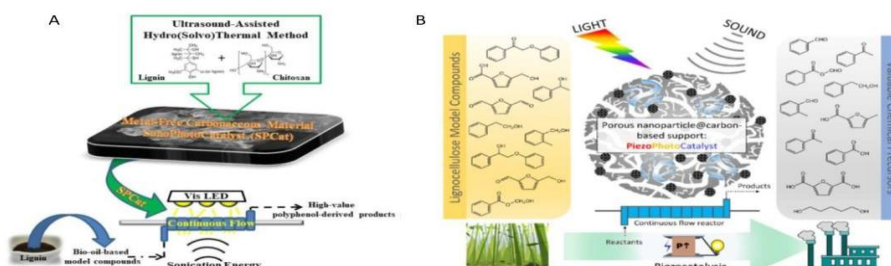 A
Ultrasound-Assisted
Hydro(Solvo)Thermal Method
Lignin + Chitosan
Metal-Free Carbonaceous Material
SonoPhotoCatalyst (SPCat)
SPCat
Vis LED
Continuous Flow
High-value
polyphenol-derived products
Lignin
Bio-oil-based
model compounds
Sonication Energy
B
LIGHT
SOUND
Lignocellulose Model Compounds
Porous nanoparticle@carbon-
based support:
PiezoPhotoCatalyst
Products
Continuous flow reactor
Reactants
P↑
Piezocatalysis